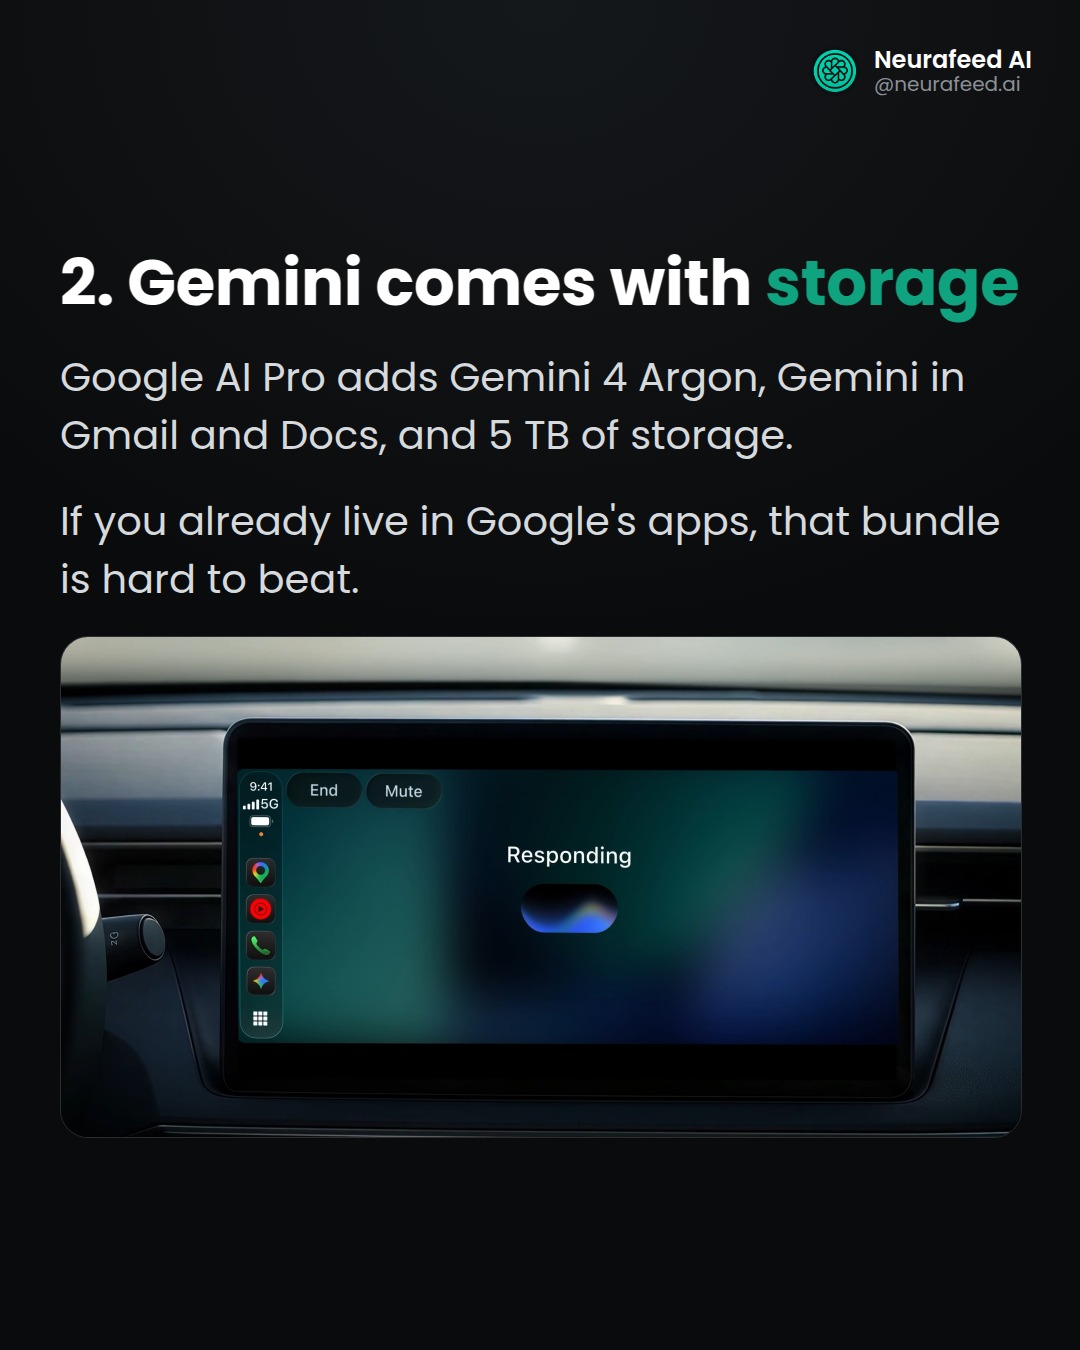 Neurafeed AI
@neurafeed.ai
2. Gemini comes with storage
Google AI Pro adds Gemini 4 Argon, Gemini in
Gmail and Docs, and 5 TB of storage.
If you already live in Google's apps, that bundle
is hard to beat.
9:41
5G
End
Mute
Responding